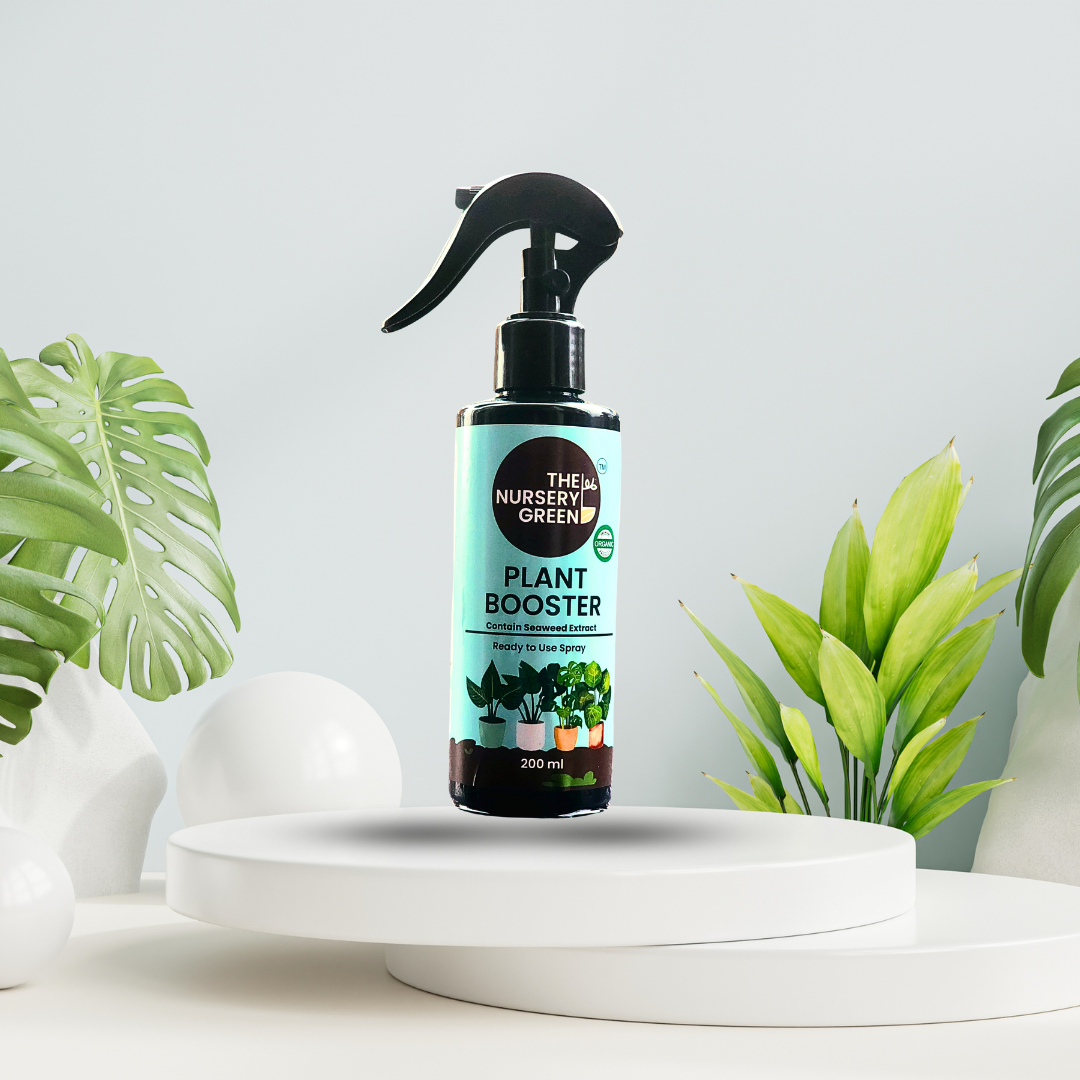 THE
NURSERY
GREEN
TM
ORGANIC
PLANT
BOOSTER
Contain Seaweed Extract
Ready to Use Spray
200 ml